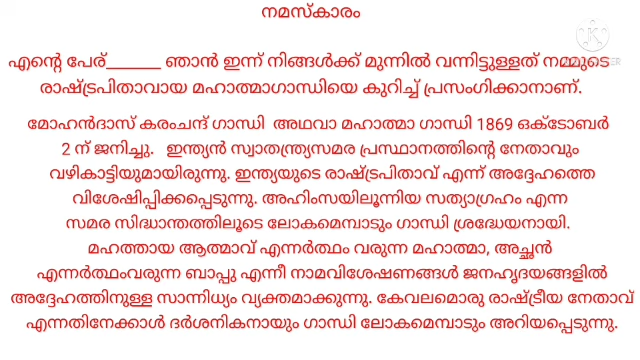 നമസ്കാരം
എന്റെ പേര്_______ ഞാൻ ഇന്ന് നിങ്ങൾക്ക് മുന്നിൽ വന്നിട്ടുള്ളത് നമ്മുടെ
രാഷ്ട്രപിതാവായ മഹാത്മാഗാന്ധിയെ കുറിച്ച് പ്രസംഗിക്കാനാണ്.
മോഹൻദാസ് കരംചന്ദ് ഗാന്ധി അഥവാ മഹാത്മാ ഗാന്ധി 1869 ഒക്ടോബർ
2 ന് ജനിച്ചു. ഇന്ത്യൻ സ്വാതന്ത്ര്യസമര പ്രസ്ഥാനത്തിന്റെ നേതാവും
വഴികാട്ടിയുമായിരുന്നു. ഇന്ത്യയുടെ രാഷ്ട്രപിതാവ് എന്ന് അദ്ദേഹത്തെ
വിശേഷിപ്പിക്കപ്പെടുന്നു. അഹിംസയിലൂന്നിയ സത്യാഗ്രഹം എന്ന
സമര സിദ്ധാന്തത്തിലൂടെ ലോകമെമ്പാടും ഗാന്ധി ശ്രദ്ധേയനായി.
മഹത്തായ ആത്മാവ് എന്നർത്ഥം വരുന്ന മഹാത്മാ, അച്ഛൻ
എന്നർത്ഥംവരുന്ന ബാപ്പു എന്നീ നാമവിശേഷണങ്ങൾ ജനഹൃദയങ്ങളിൽ
അദ്ദേഹത്തിനുള്ള സാന്നിധ്യം വ്യക്തമാക്കുന്നു. കേവലമൊരു രാഷ്ട്രീയ നേതാവ്
എന്നതിനേക്കാൾ ദർശനികനായും ഗാന്ധി ലോകമെമ്പാടും അറിയപ്പെടുന്നു.